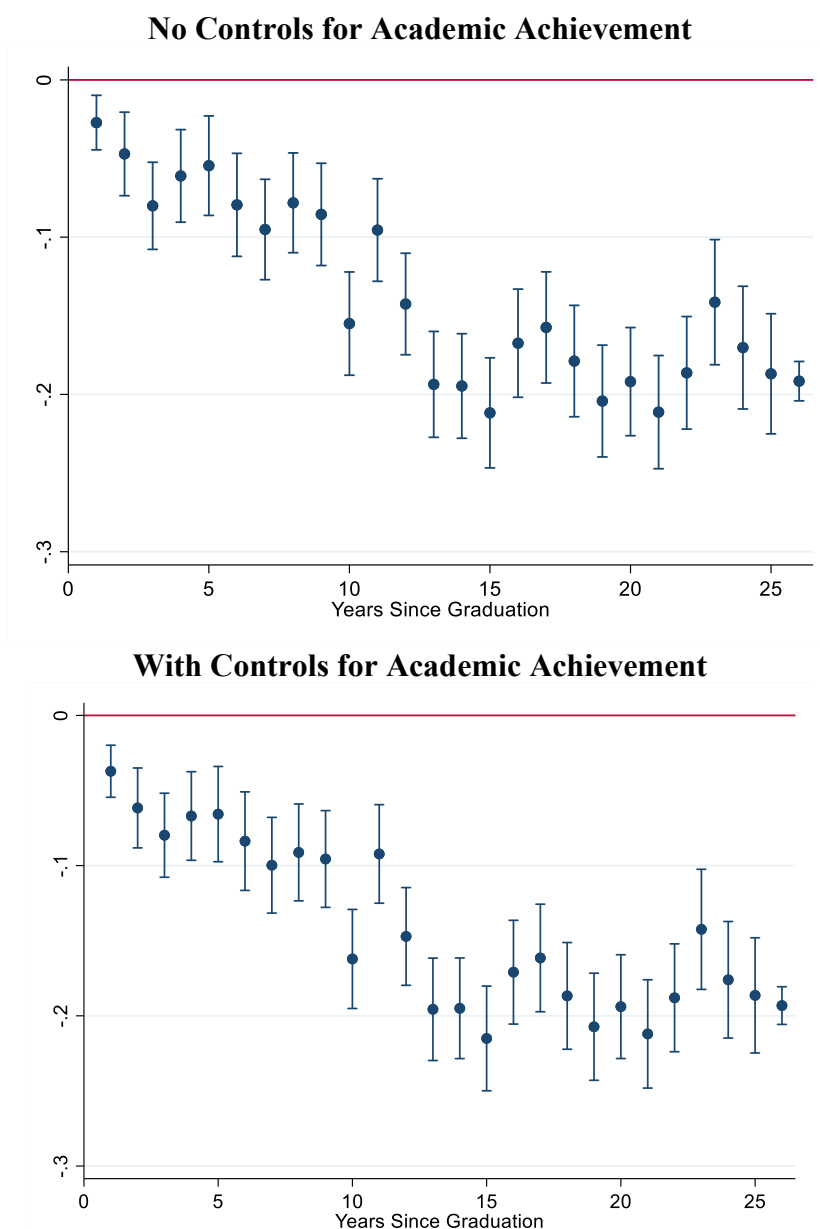 No Controls for Academic Achievement
0
-.1
-.2
-.3
0 5 10 15 20 25
Years Since Graduation
With Controls for Academic Achievement
0
-.1
-.2
-.3
0 5 10 15 20 25
Years Since Graduation